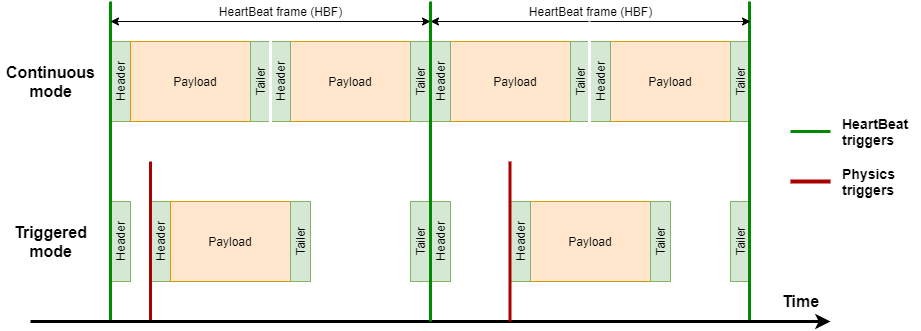 HeartBeat frame (HBF)
HeartBeat frame (HBF)
Continuous
mode
Header
Payload
Tailer
Header
Payload
Tailer
Header
Payload
Tailer
Header
Payload
Tailer
HeartBeat
triggers
Physics
triggers
Triggered
mode
Header
Header
Payload
Tailer
Tailer
Header
Header
Payload
Tailer
Tailer
Time